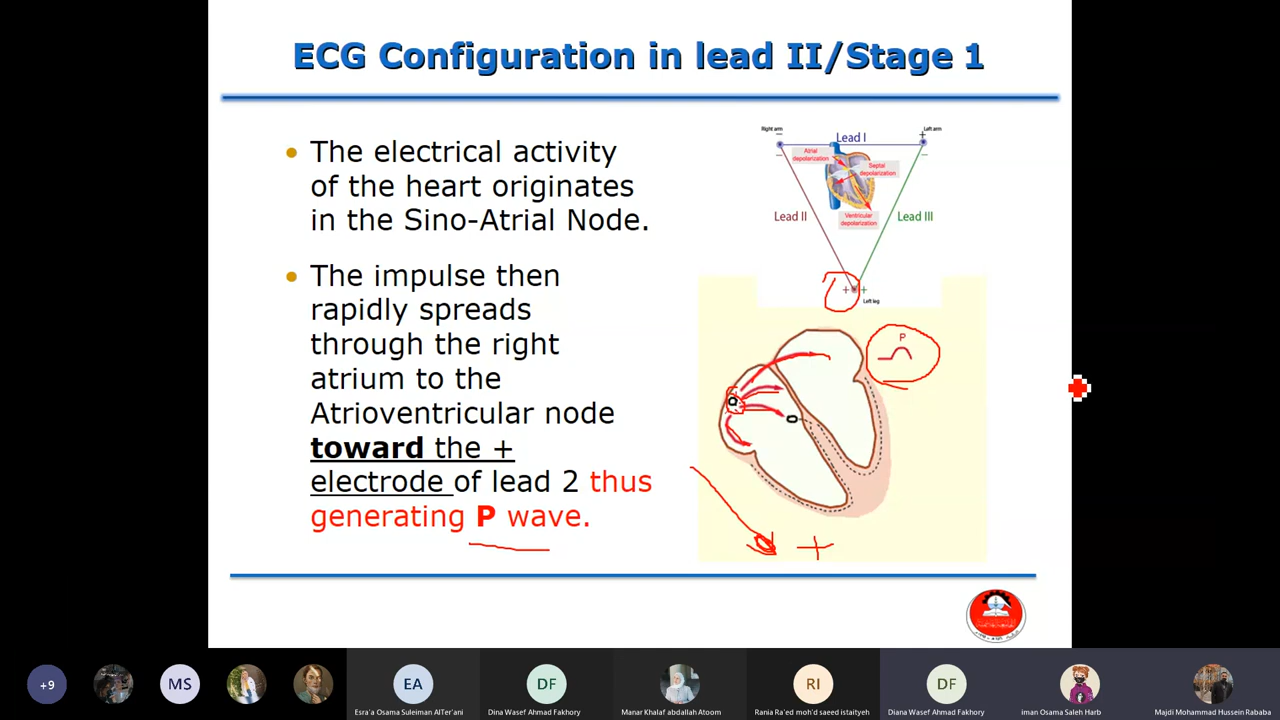 ECG Configuration in lead II/Stage 1
• The electrical activity
of the heart originates
in the Sino-Atrial Node.
• The impulse then
rapidly spreads
through the right
atrium to the
Atrioventricular node
toward the +
electrode of lead 2 thus
generating P wave.
Right arm
Left arm
−
+
Lead I
−
−
Atrial
depolarization
Septal
depolarization
Lead II
Ventricular
depolarization
Lead III
+ +
Left leg
P
+
+9
MS
EA
DF
RI
DF
Esra'a Osama Suleiman AlTer'ani
Dina Wasef Ahmad Fakhory
Manar Khalaf abdallah Atoom
Rania Ra'ed moh'd saeed istaityeh
Diana Wasef Ahmad Fakhory
iman Osama Saleh Harb
Majdi Mohammad Hussein Rababa